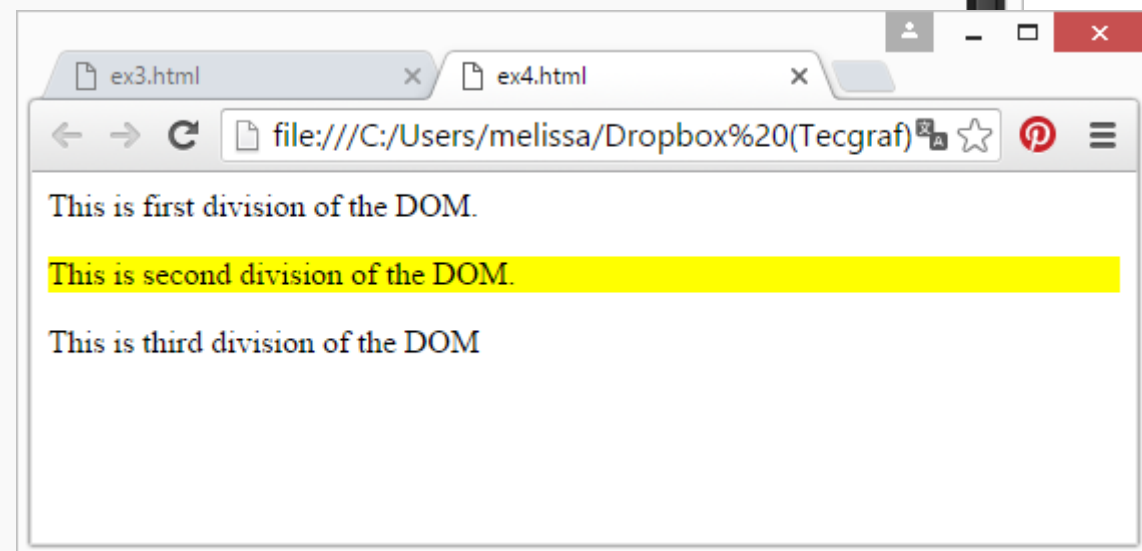 ex3.html
ex4.html
file:///C:/Users/melissa/Dropbox%20(Tecgraf)
This is first division of the DOM.
This is second division of the DOM.
This is third division of the DOM